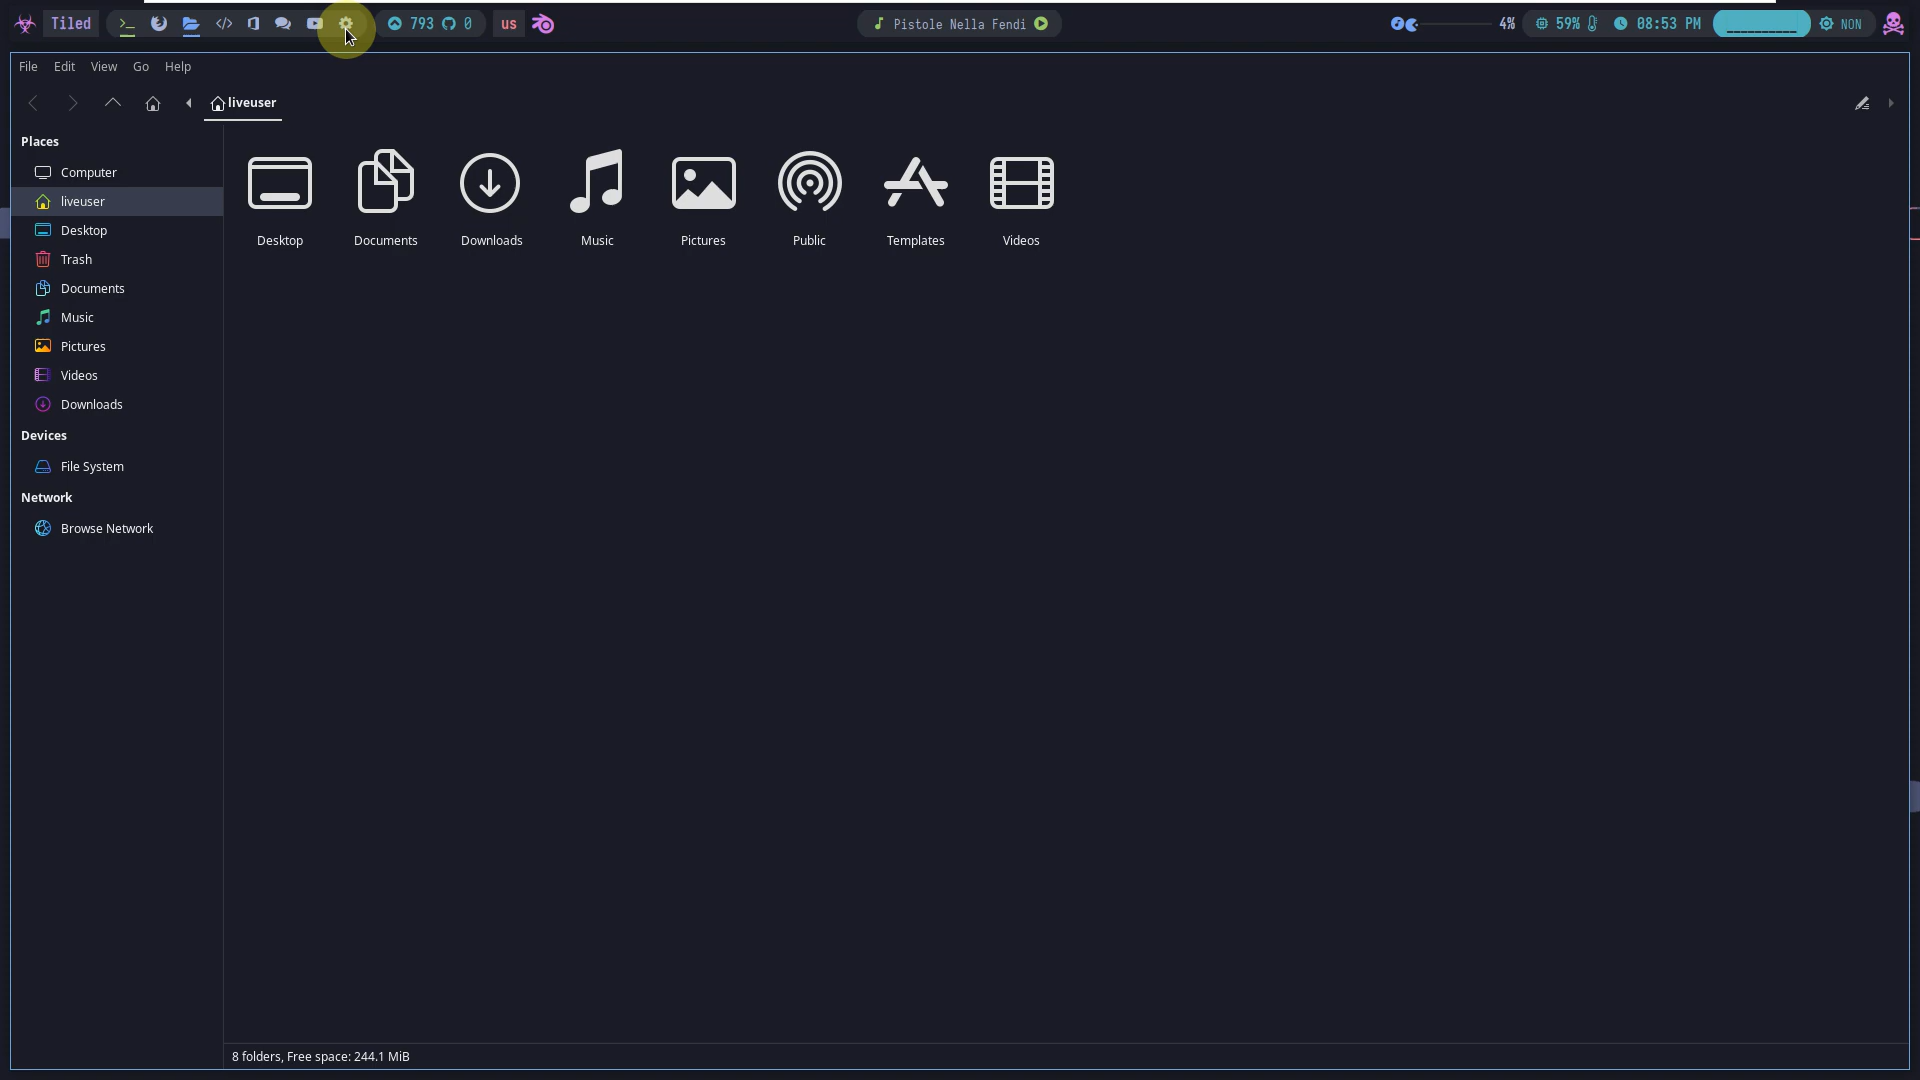 Tiled
793 0 us
Pistole Nella Fendi
4% 59% 08:53 PM NON
File Edit View Go Help
liveuser
Places
Computer
liveuser
Desktop
Trash
Documents
Music
Pictures
Videos
Downloads
Devices
File System
Network
Browse Network
Desktop Documents Downloads Music Pictures Public Templates Videos
8 folders, Free space: 244.1 MiB